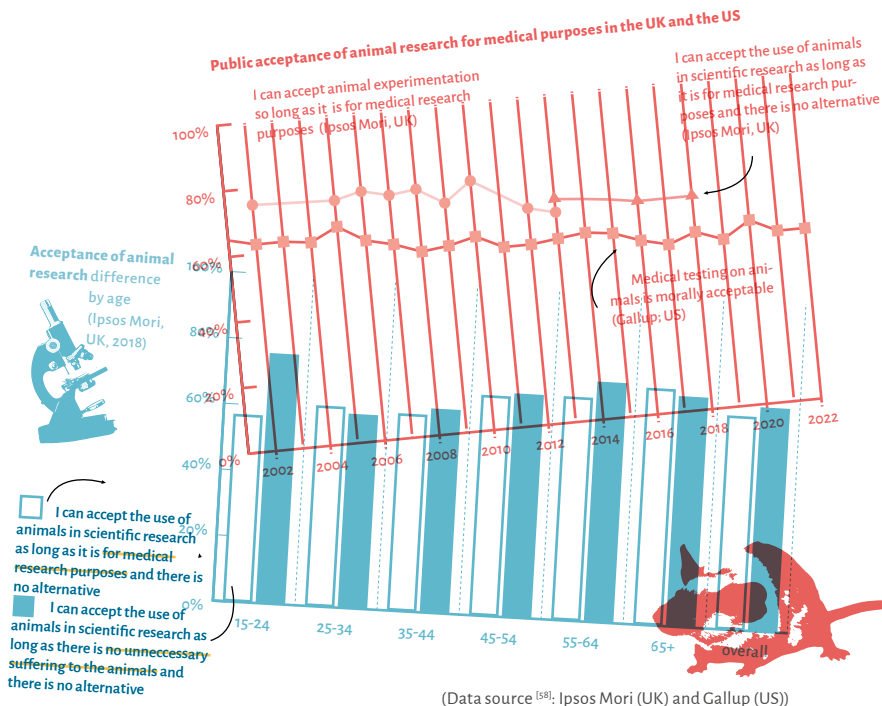 Public acceptance of animal research for medical purposes in the UK and the US
I can accept animal experimentation
so long as it is for medical research
purposes (Ipsos Mori, UK)
I can accept the use of animals
in scientific research as long as
it is for medical research pur-
poses and there is no alternative
(Ipsos Mori, UK)
100%
80%
60%
40%
20%
0%
Medical testing on ani-
mals is morally acceptable
(Gallup; US)
2002
2004
2006
2008
2010
2012
2014
2016
2018
2020
2022
Acceptance of animal
research difference
by age
(Ipsos Mori,
UK, 2018)
100%
80%
60%
40%
20%
0%
15-24
25-34
35-44
45-54
55-64
65+
overall
I can accept the use of
animals in scientific research
as long as it is for medical
research purposes and there is
no alternative
I can accept the use of
animals in scientific research as
long as there is no unneccessary
suffering to the animals and
there is no alternative
(Data source [58]: Ipsos Mori (UK) and Gallup (US))